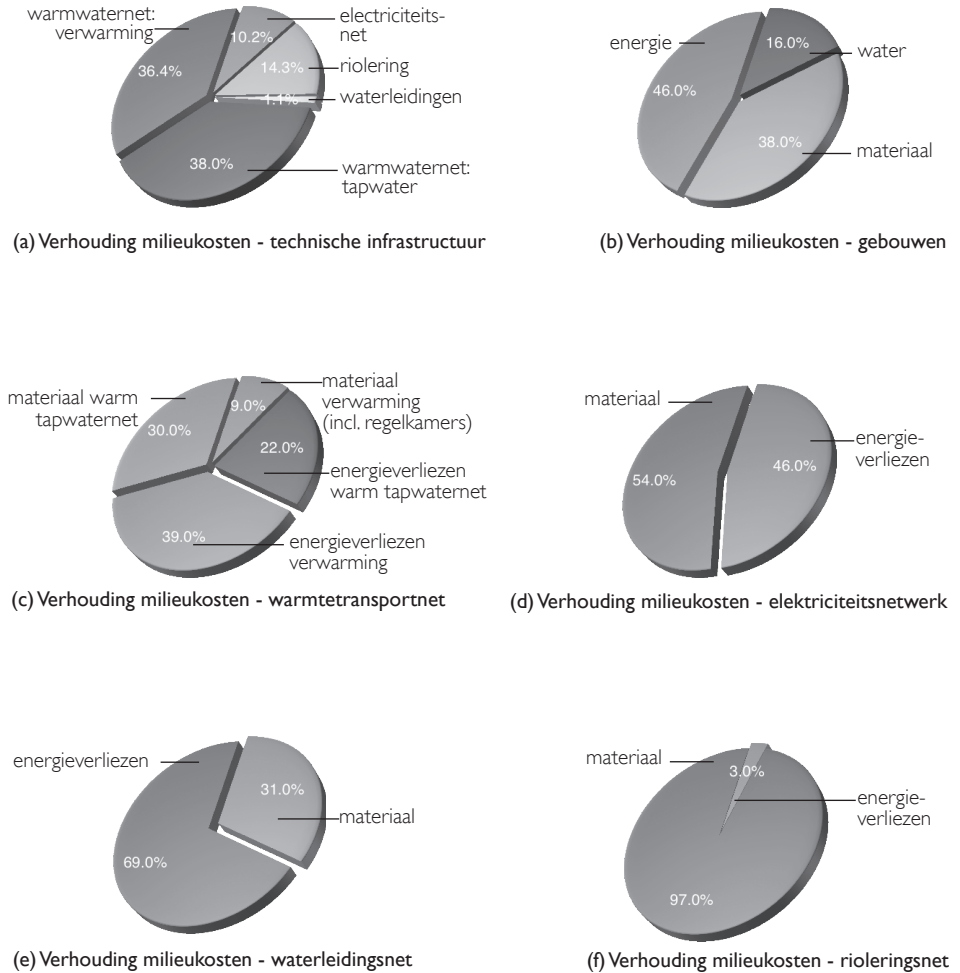 warmwaternet:
verwarming
36.4%
10.2%
electriciteits-
net
14.3%
riolering
1.1%
waterleidingen
38.0%
warmwaternet:
tapwater
(a) Verhouding milieukosten - technische infrastructuur
energie
46.0%
16.0%
water
38.0%
materiaal
(b) Verhouding milieukosten - gebouwen
materiaal warm
tapwaternet
30.0%
9.0%
materiaal
verwarming
(incl. regelkamers)
22.0%
energieverliezen
warm tapwaternet
39.0%
energieverliezen
verwarming
(c) Verhouding milieukosten - warmtetransportnet
materiaal
54.0%
46.0%
energie-
verliezen
(d) Verhouding milieukosten - elektriciteitsnetwerk
energieverliezen
69.0%
31.0%
materiaal
(e) Verhouding milieukosten - waterleidingsnet
materiaal
3.0%
energie-
verliezen
97.0%
(f) Verhouding milieukosten - rioleringsnet